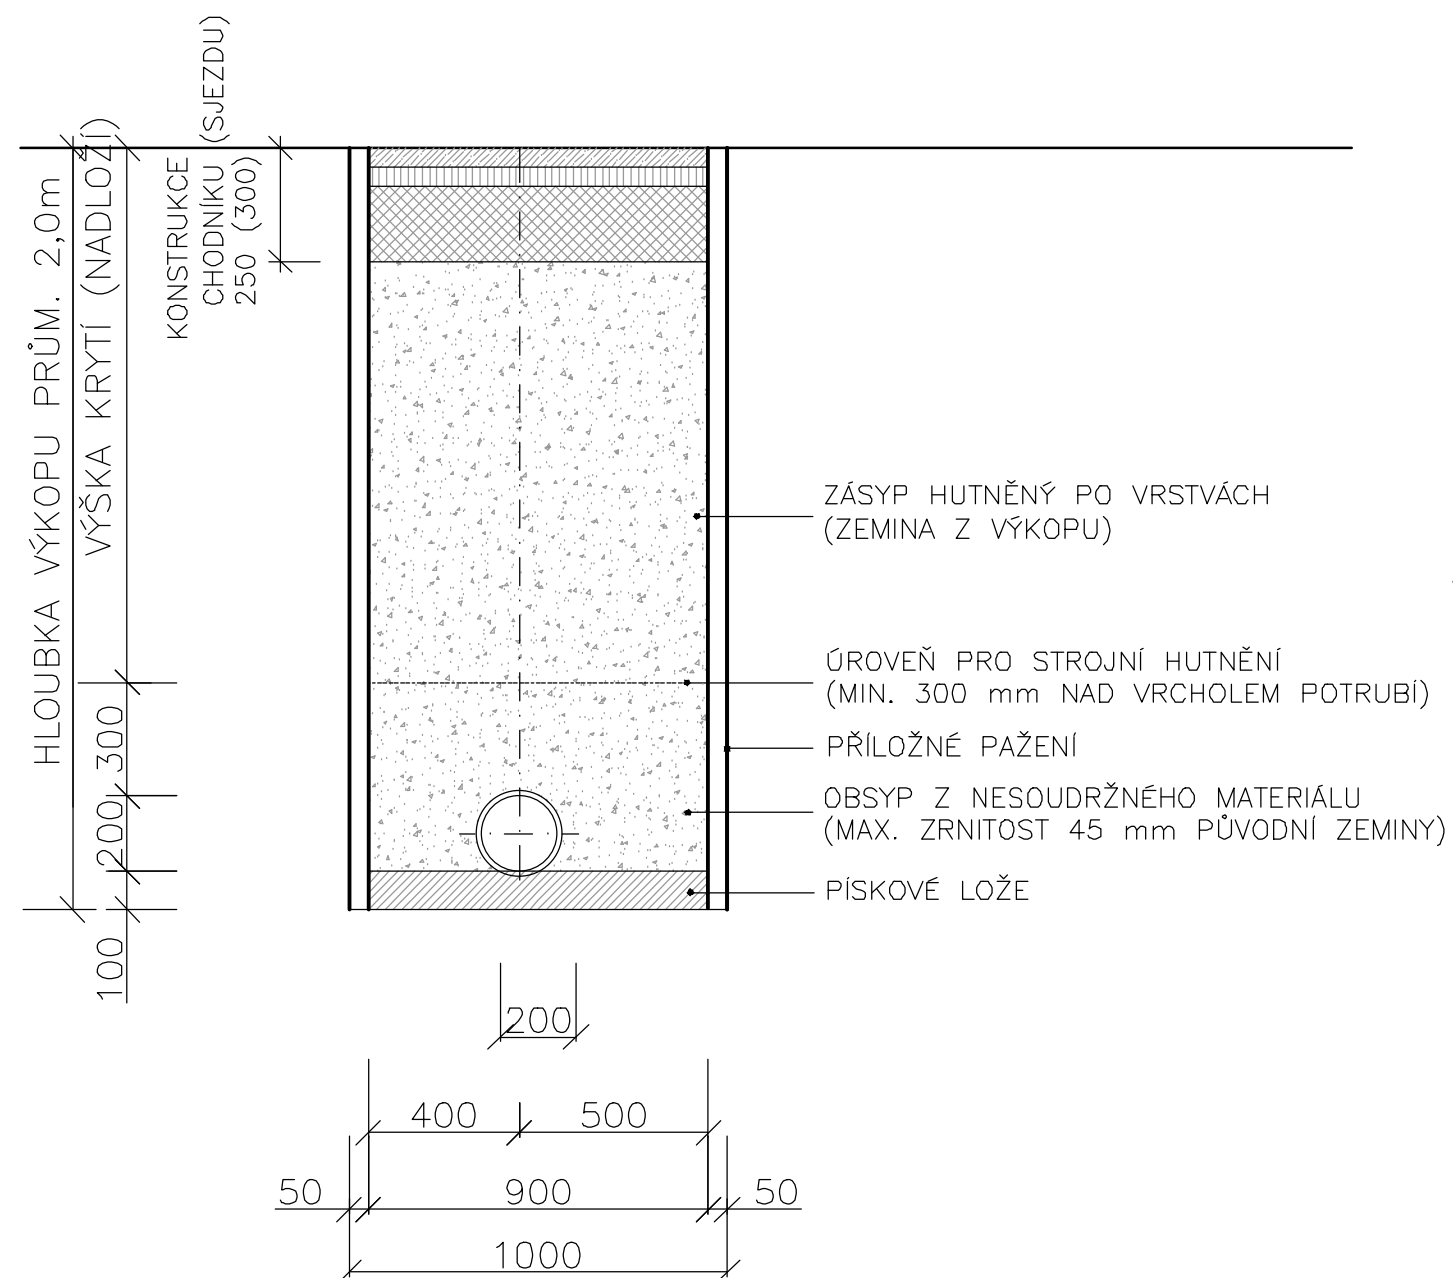 HLOUBKA VÝKOPU PRŮM. 2,0m
VÝŠKA KRYTÍ (NADLOŽÍ)
KONSTRUKCE
CHODNÍKU (SJEZDU)
250 (300)
300
200
100
ZÁSYP HUTNĚNÝ PO VRSTVÁCH
(ZEMINA Z VÝKOPU)
ÚROVEŇ PRO STROJNÍ HUTNĚNÍ
(MIN. 300 mm NAD VRCHOLEM POTRUBÍ)
PŘÍLOŽNÉ PAŽENÍ
OBSYP Z NESOUDRŽNÉHO MATERIÁLU
(MAX. ZRNITOST 45 mm PŮVODNÍ ZEMINY)
PÍSKOVÉ LOŽE
200
400 500
50 900 50
1000